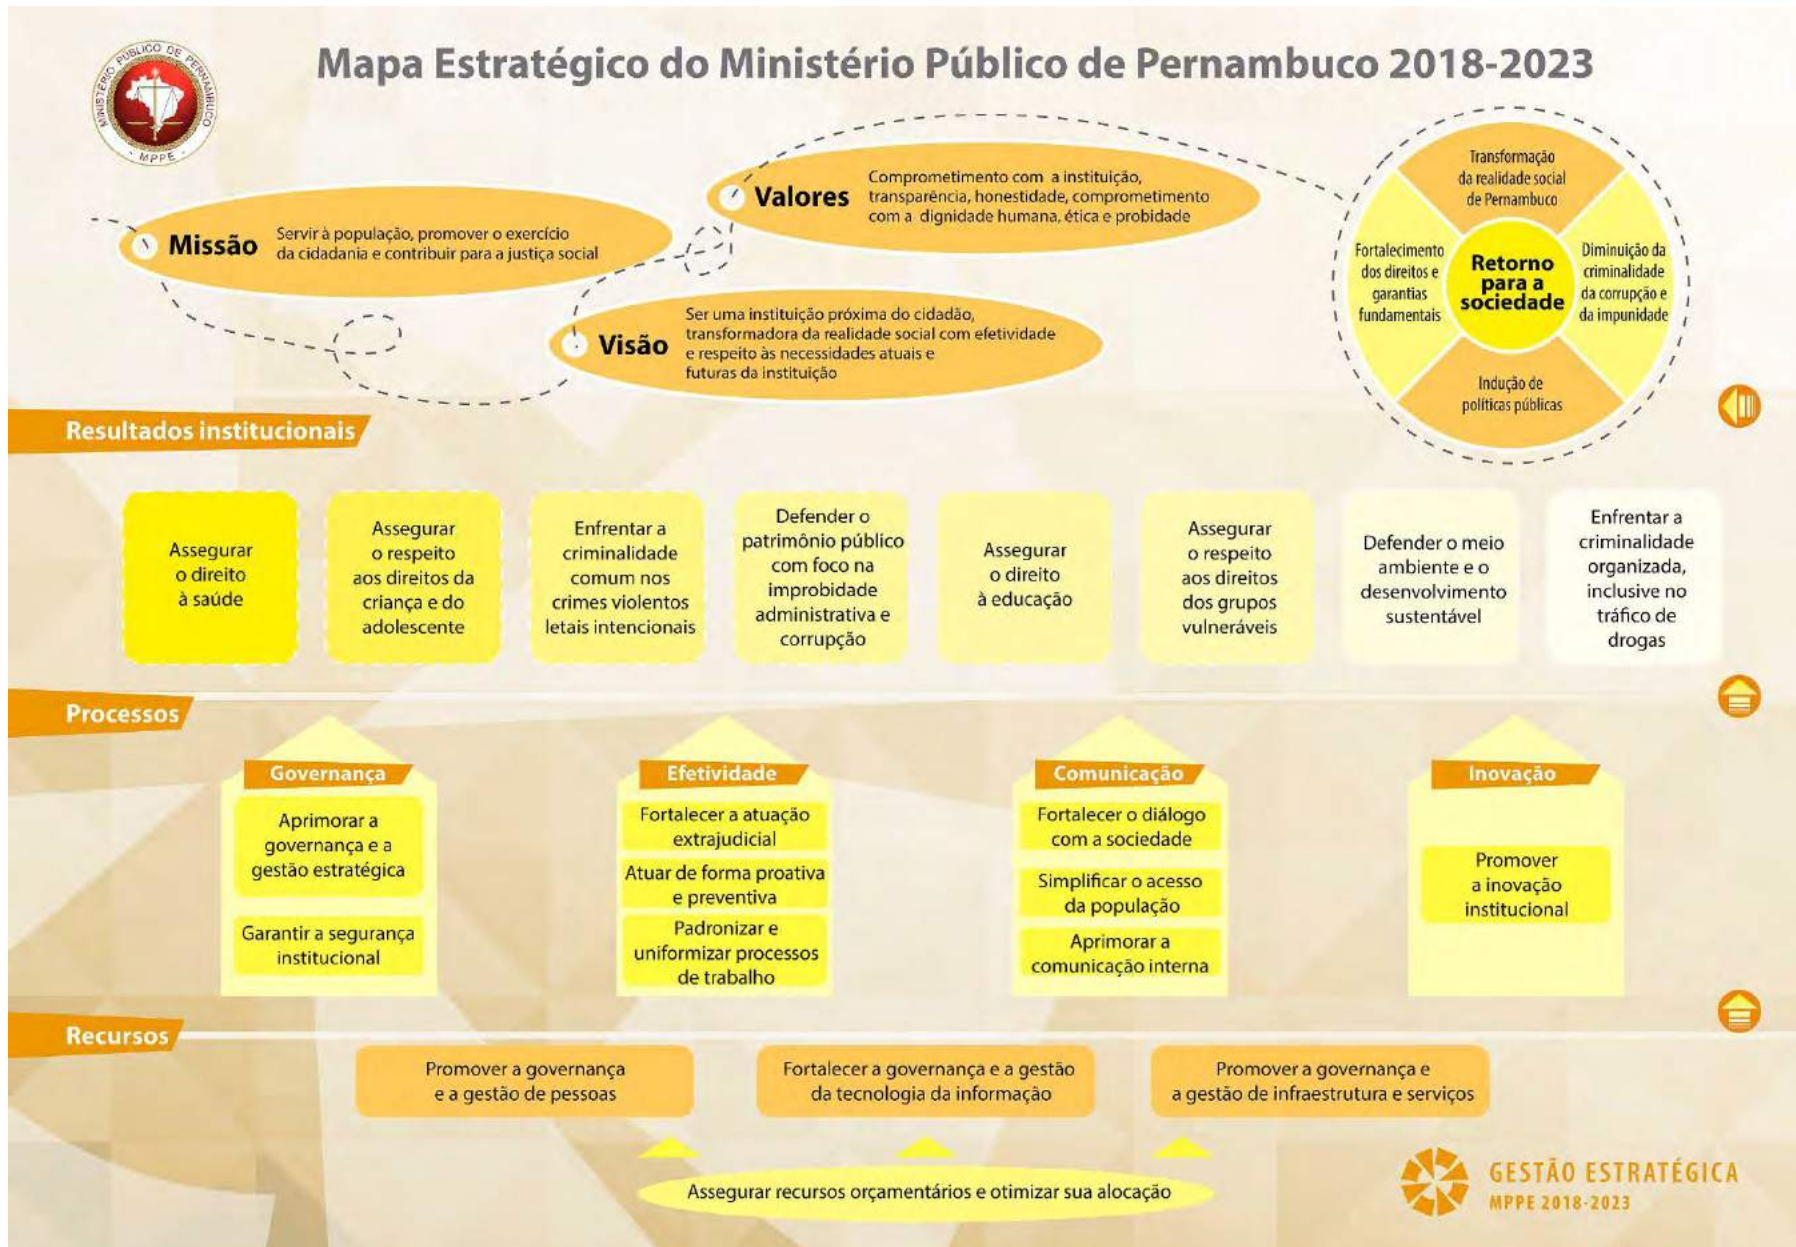 MINISTÉRIO PÚBLICO DE PERNAMBUCO
- MPPE -
Mapa Estratégico do Ministério Público de Pernambuco 2018-2023
Missão
Servir à população, promover o exercício
da cidadania e contribuir para a justiça social
Visão
Ser uma instituição próxima do cidadão,
transformadora da realidade social com efetividade
e respeito às necessidades atuais e
futuras da instituição
Valores
Comprometimento com a instituição,
transparência, honestidade, comprometimento
com a dignidade humana, ética e probidade
Transformação
da realidade social
de Pernambuco
Fortalecimento
dos direitos e
garantias
fundamentais
Retorno
para a
sociedade
Diminuição da
criminalidade
da corrupção e
da impunidade
Indução de
políticas públicas
Resultados institucionais
Assegurar
o direito
à saúde
Assegurar
o respeito
aos direitos da
criança e do
adolescente
Enfrentar a
criminalidade
comum nos
crimes violentos
letais intencionais
Defender o
patrimônio público
com foco na
improbidade
administrativa e
corrupção
Assegurar
o direito
à educação
Assegurar
o respeito
aos direitos
dos grupos
vulneráveis
Defender o meio
ambiente e o
desenvolvimento
sustentável
Enfrentar a
criminalidade
organizada,
inclusive no
tráfico de
drogas
Processos
Governança
Aprimorar a
governança e a
gestão estratégica
Garantir a segurança
institucional
Efetividade
Fortalecer a atuação
extrajudicial
Atuar de forma proativa
e preventiva
Padronizar e
uniformizar processos
de trabalho
Comunicação
Fortalecer o diálogo
com a sociedade
Simplificar o acesso
da população
Aprimorar a
comunicação interna
Inovação
Promover
a inovação
institucional
Recursos
Promover a governança
e a gestão de pessoas
Fortalecer a governança e a gestão
da tecnologia da informação
Promover a governança e
a gestão de infraestrutura e serviços
Assegurar recursos orçamentários e otimizar sua alocação
GESTÃO ESTRATÉGICA
MPPE 2018-2023